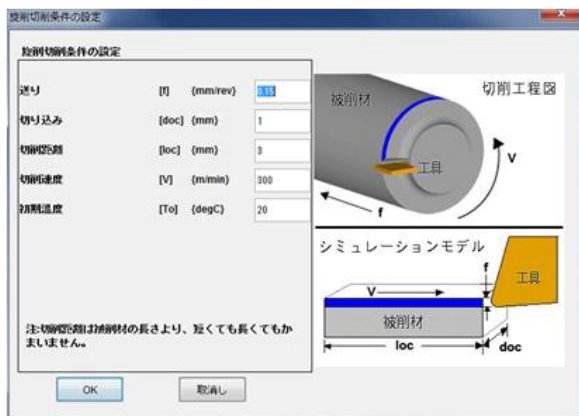 旋削切削条件の設定
旋削切削条件の設定
送り [f] {mm/rev} 0.15
切り込み [doc] {mm} 1
切削距離 [loc] {mm} 3
切削速度 [V] {m/min} 300
初期温度 [To] {degC} 20
注:切削距離は被削材の長さより、短くても長くてもか
まいません。
OK 取消し
切削工程図
被削材
工具
V
f
シミュレーションモデル
f
V
工具
被削材
loc
doc